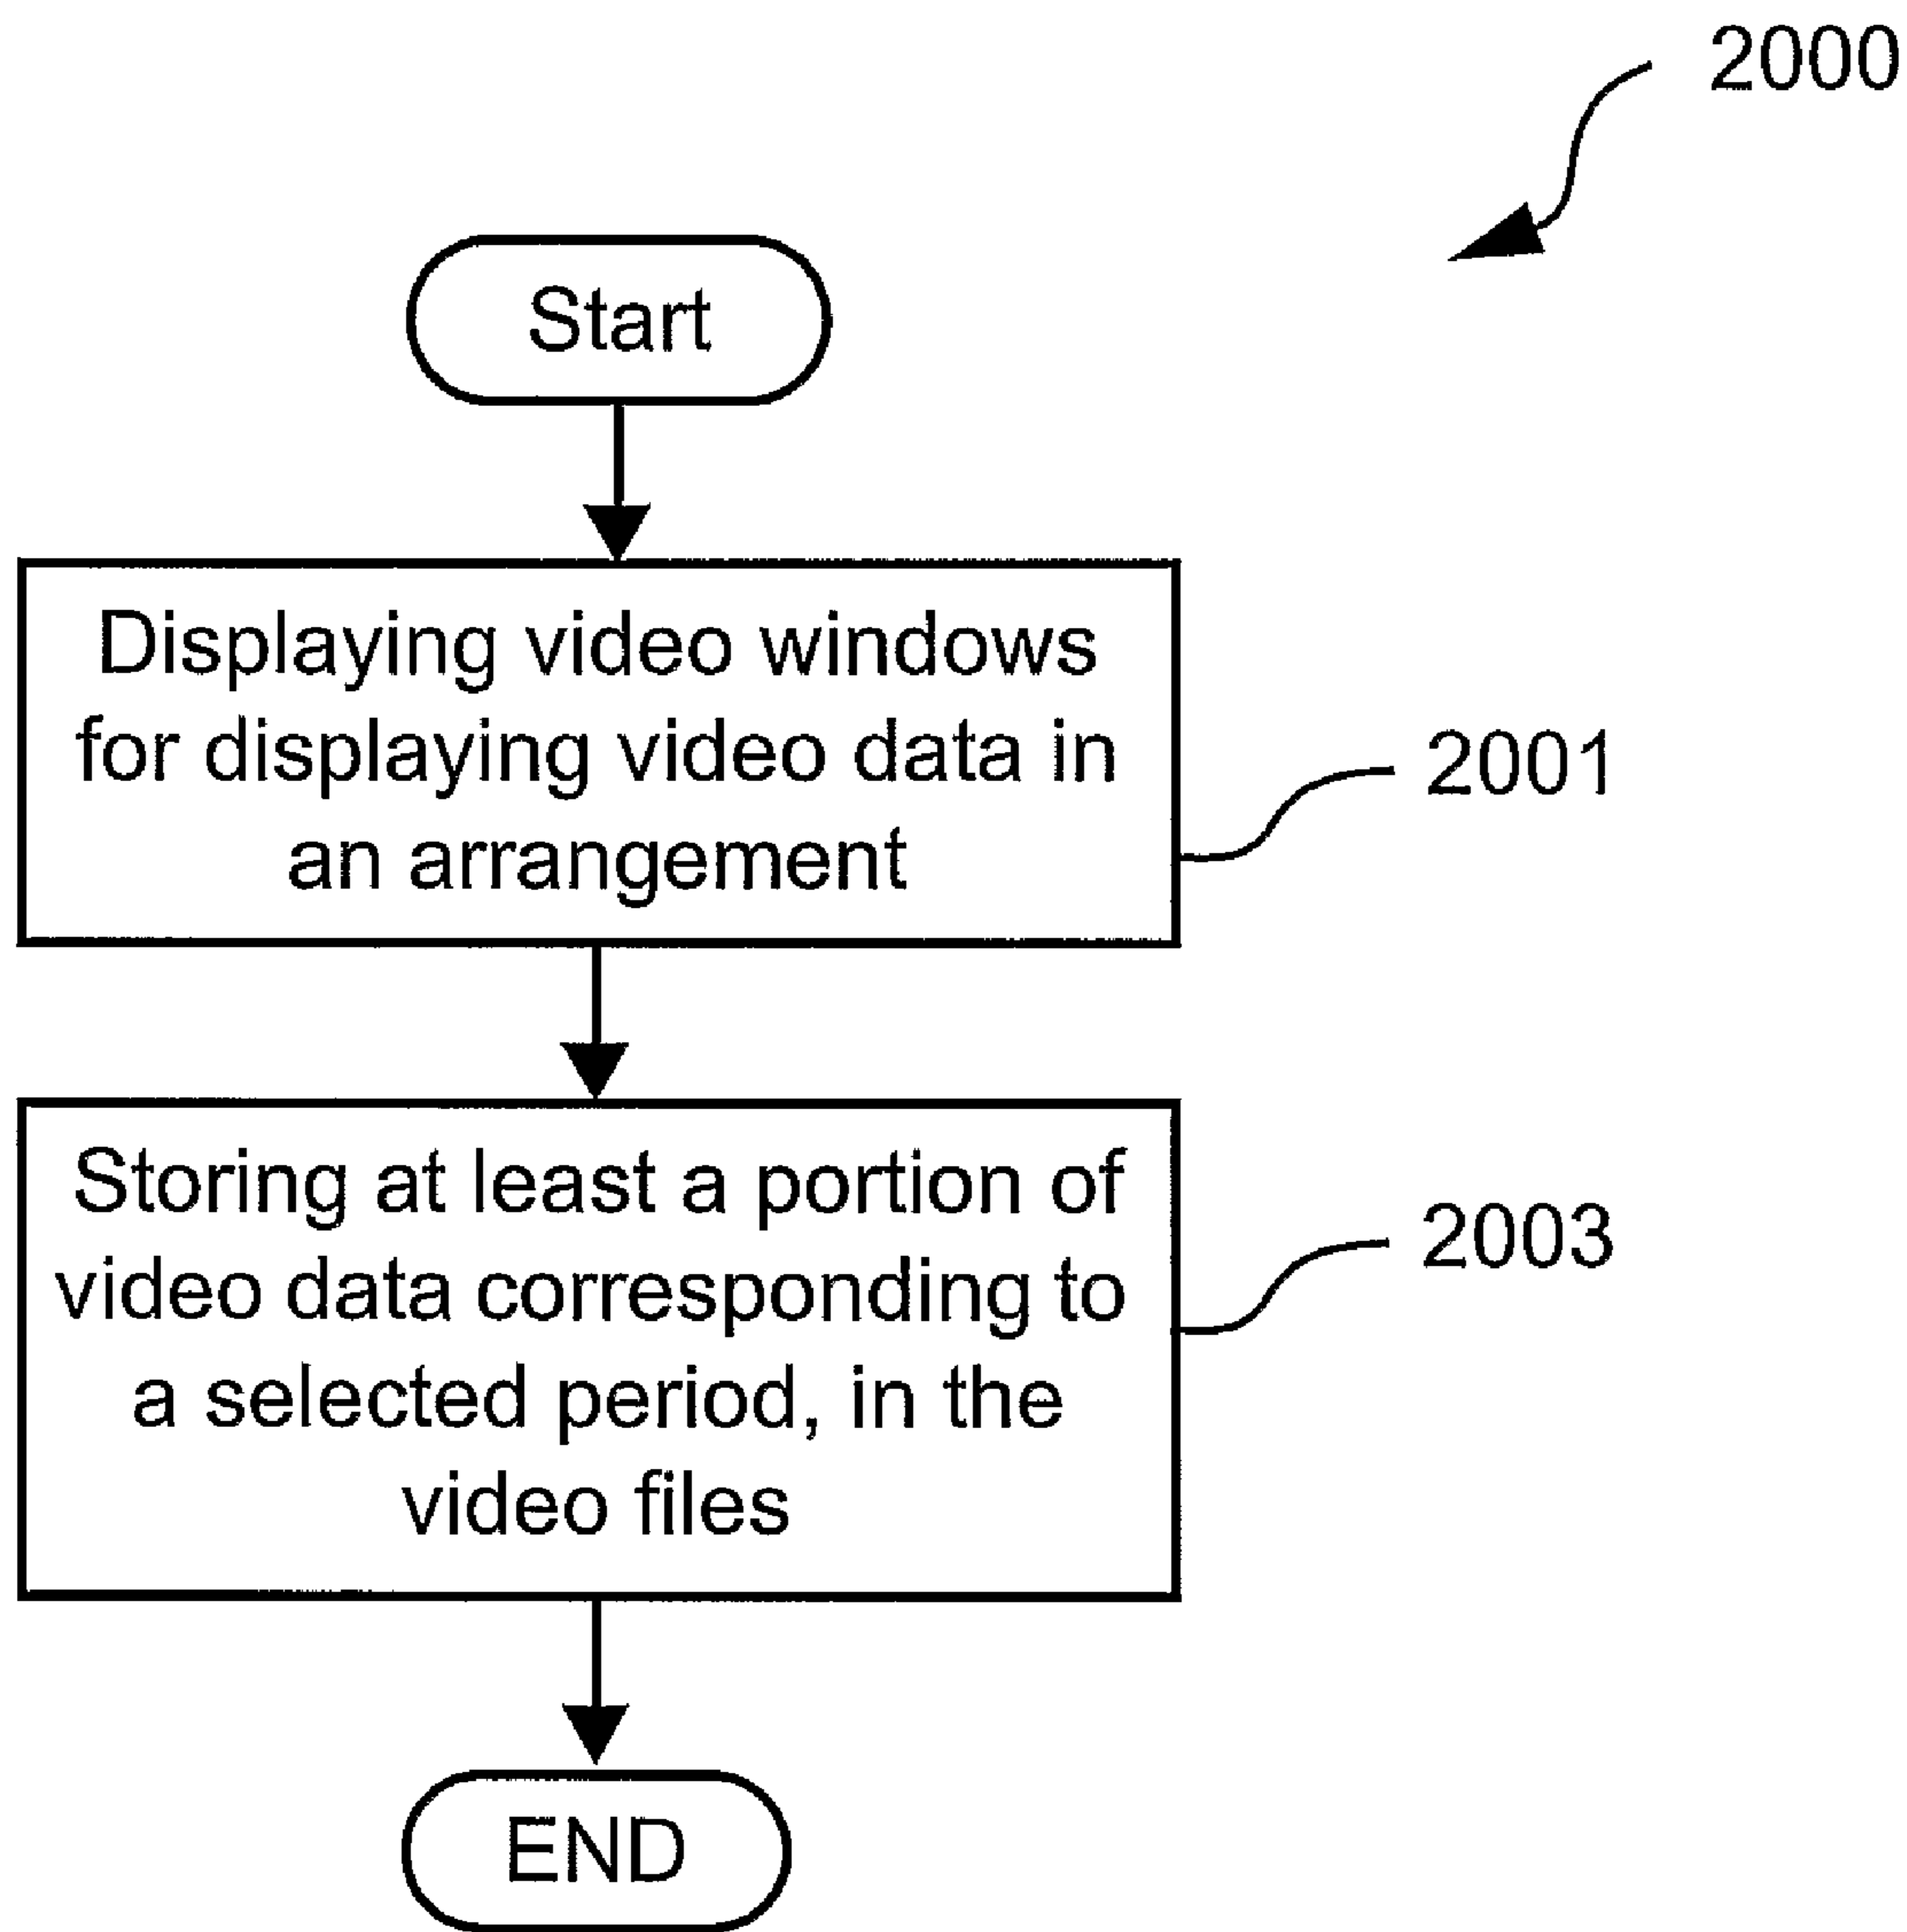 2000
Start
Displaying video windows
for displaying video data in
an arrangement
2001
Storing at least a portion of
video data corresponding to
a selected period, in the
video files
2003
END